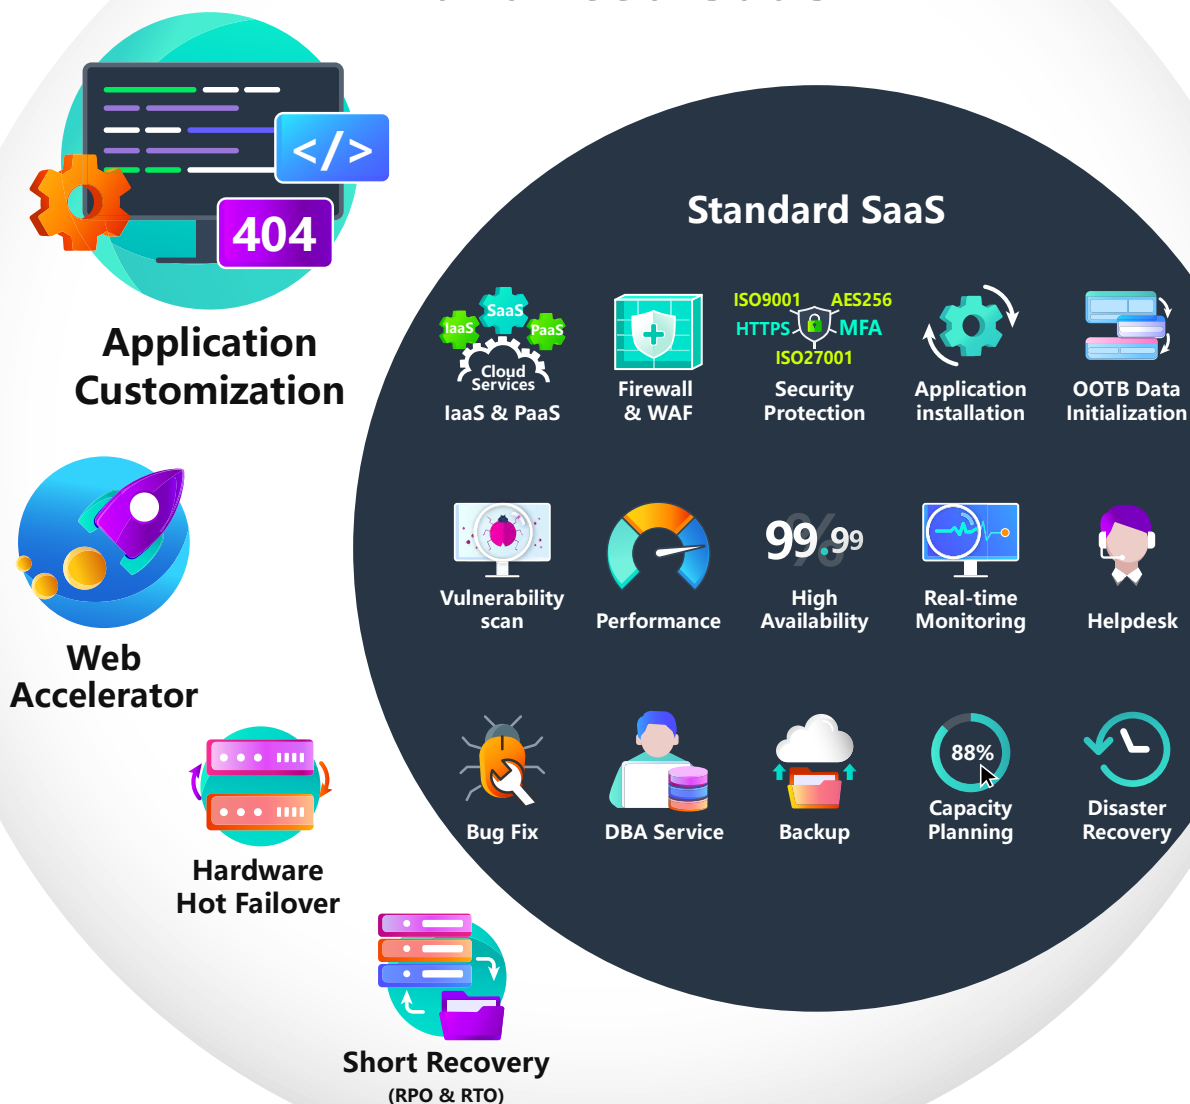 </>
404
Application
Customization
Web
Accelerator
Hardware
Hot Failover
Short Recovery
(RPO & RTO)
Standard SaaS
IaaS
SaaS
PaaS
Cloud
Services
IaaS & PaaS
Firewall
& WAF
ISO9001
AES256
HTTPS
MFA
ISO27001
Security
Protection
Application
installation
OOTB Data
Initialization
Vulnerability
scan
Performance
%
99.99
High
Availability
Real-time
Monitoring
Helpdesk
Bug Fix
DBA Service
Backup
88%
Capacity
Planning
Disaster
Recovery